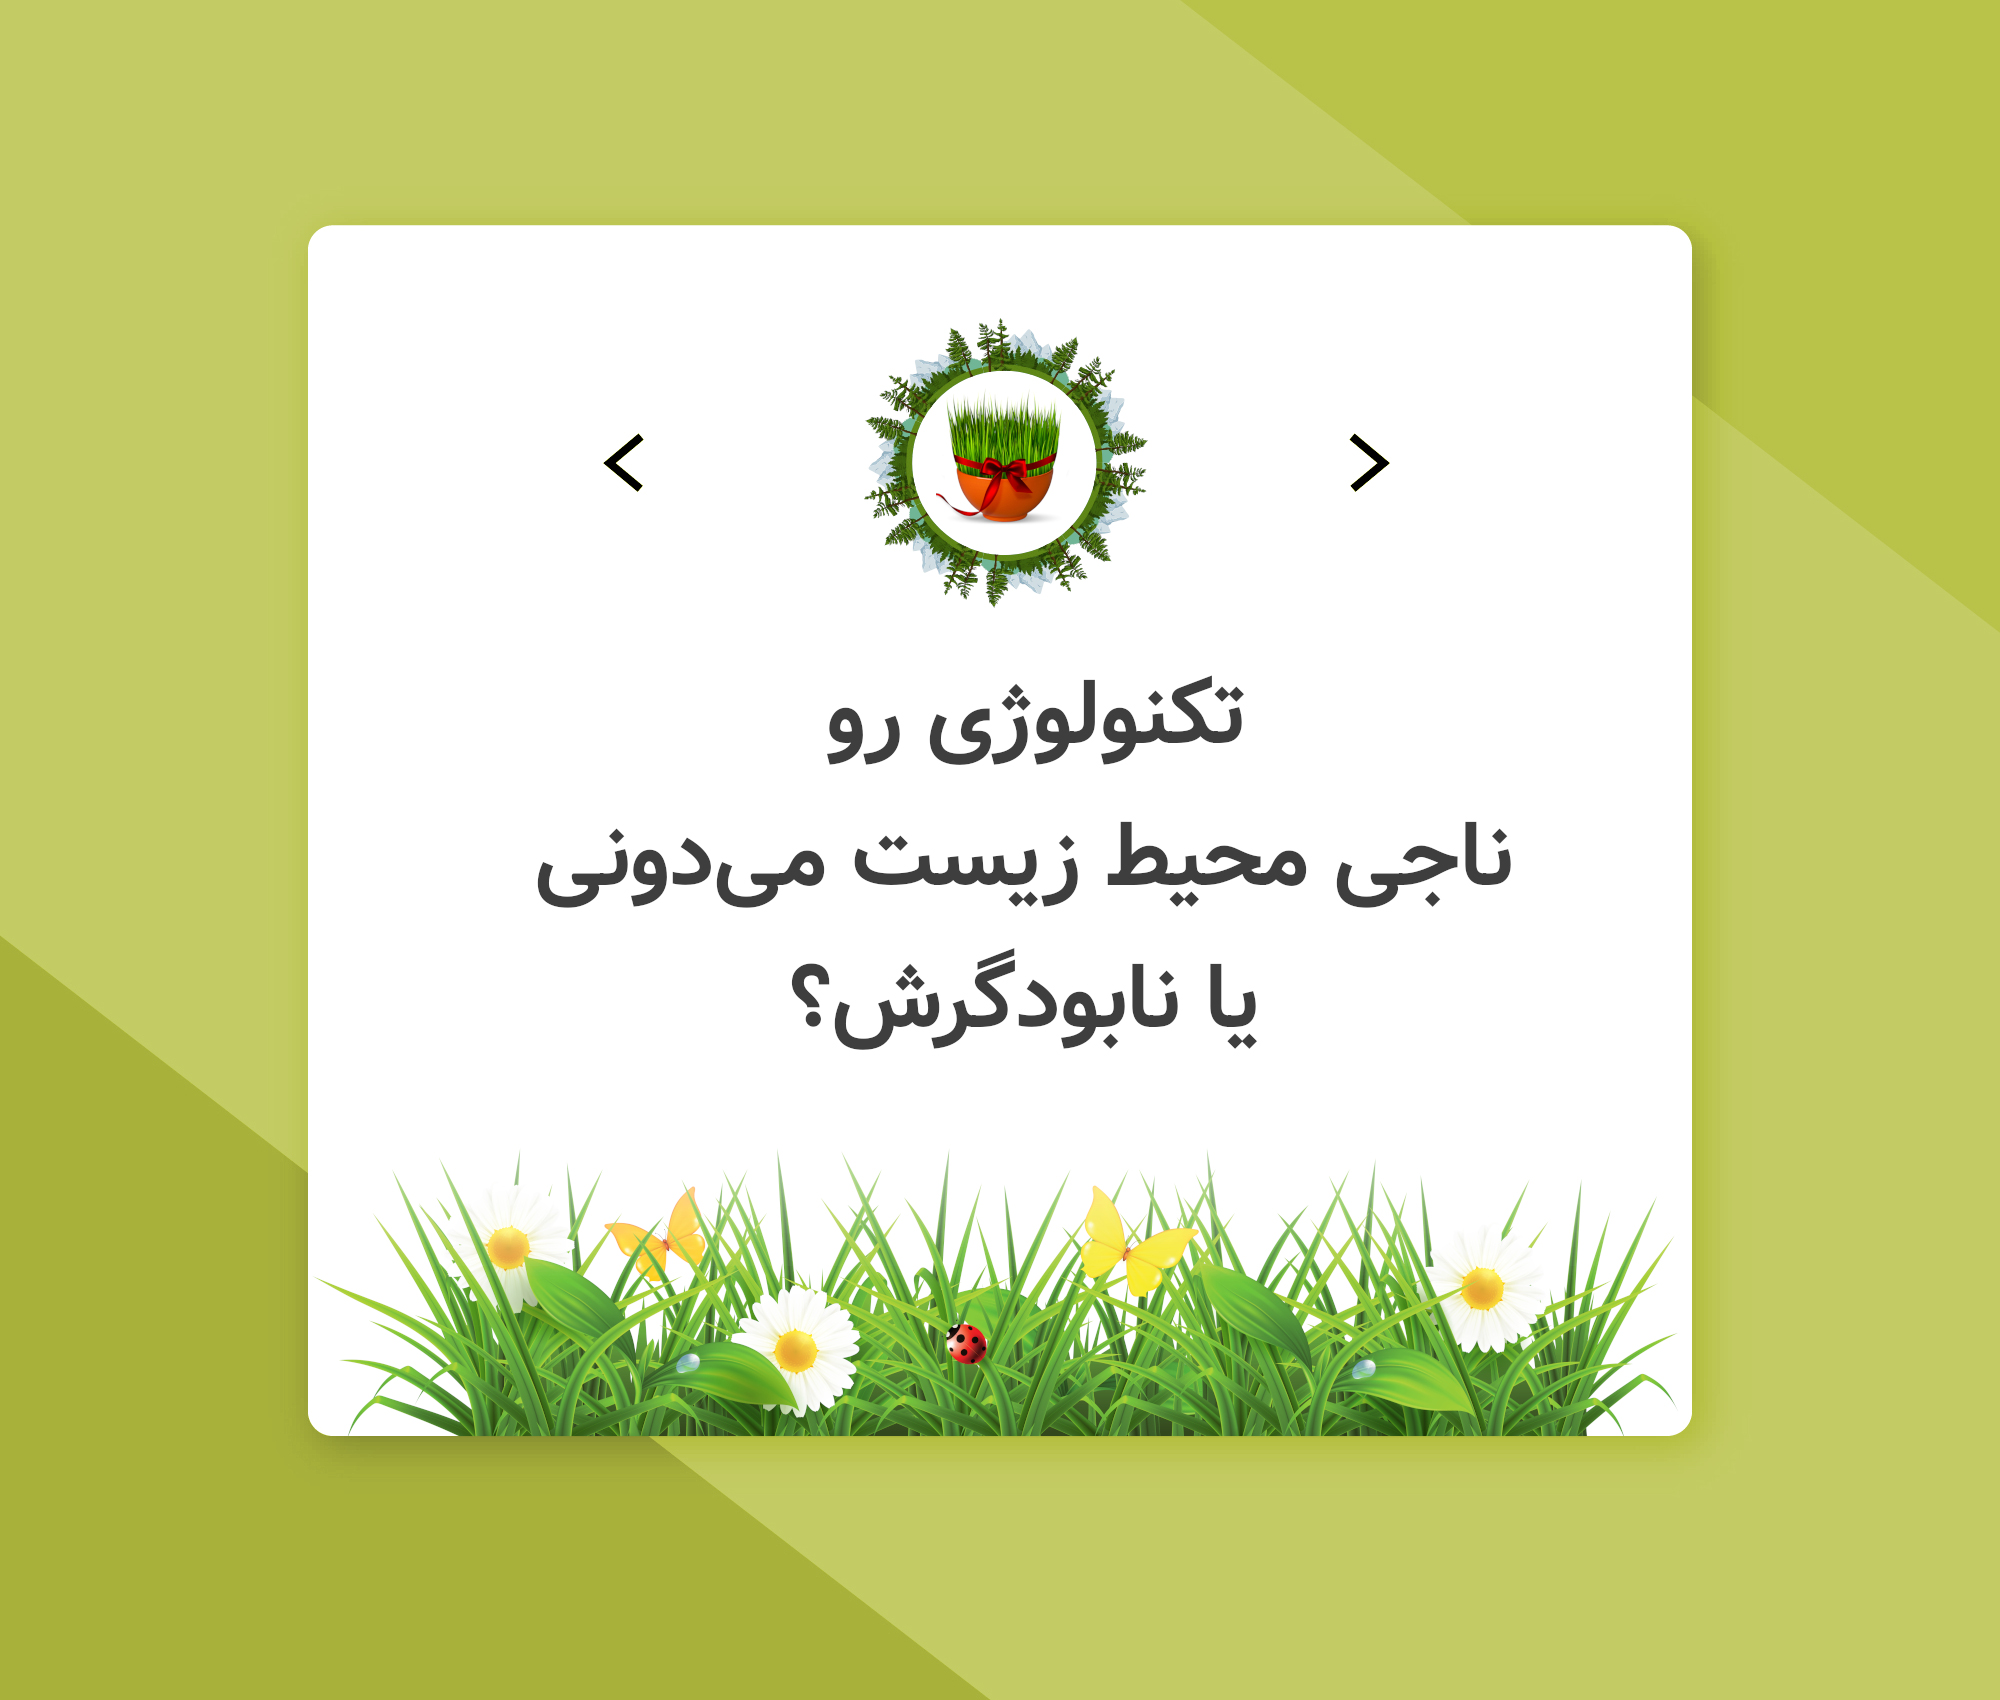 تکنولوژی رو
ناجی محیط زیست می‌دونی
یا نابودگرش؟